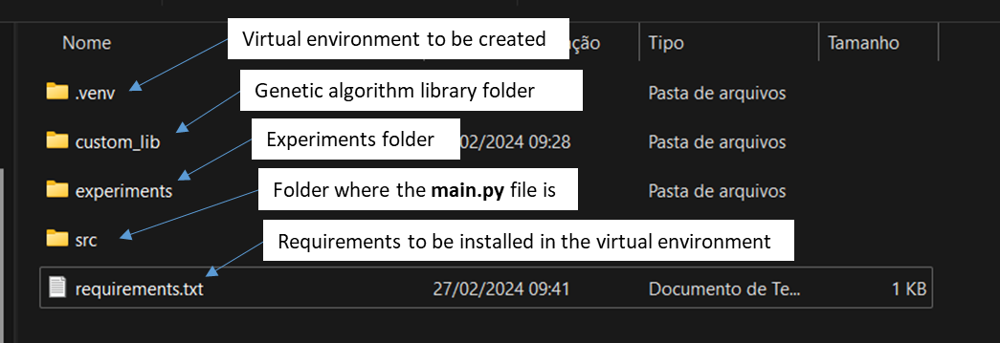 Nome
Virtual environment to be created
ção
Tipo
Tamanho
.venv
Pasta de arquivos
Genetic algorithm library folder
custom_lib
02/2024 09:28
Pasta de arquivos
Experiments folder
experiments
Pasta de arquivos
Folder where the main.py file is
src
Pasta de arquivos
Requirements to be installed in the virtual environment
requirements.txt
27/02/2024 09:41
Documento de Te...
1 KB